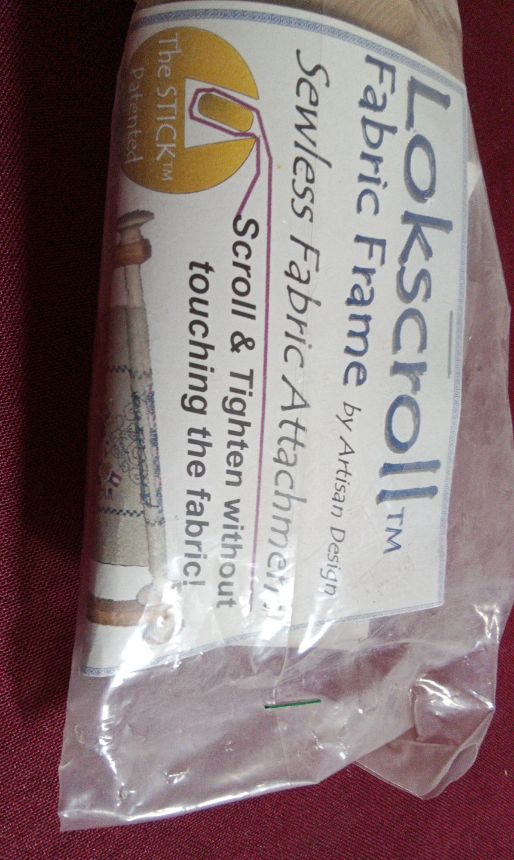 Lokscroll™
Fabric Frame by Artisan Design
Sewless Fabric Attachment
Scroll & Tighten without
touching the fabric!
The STICK™
Patented